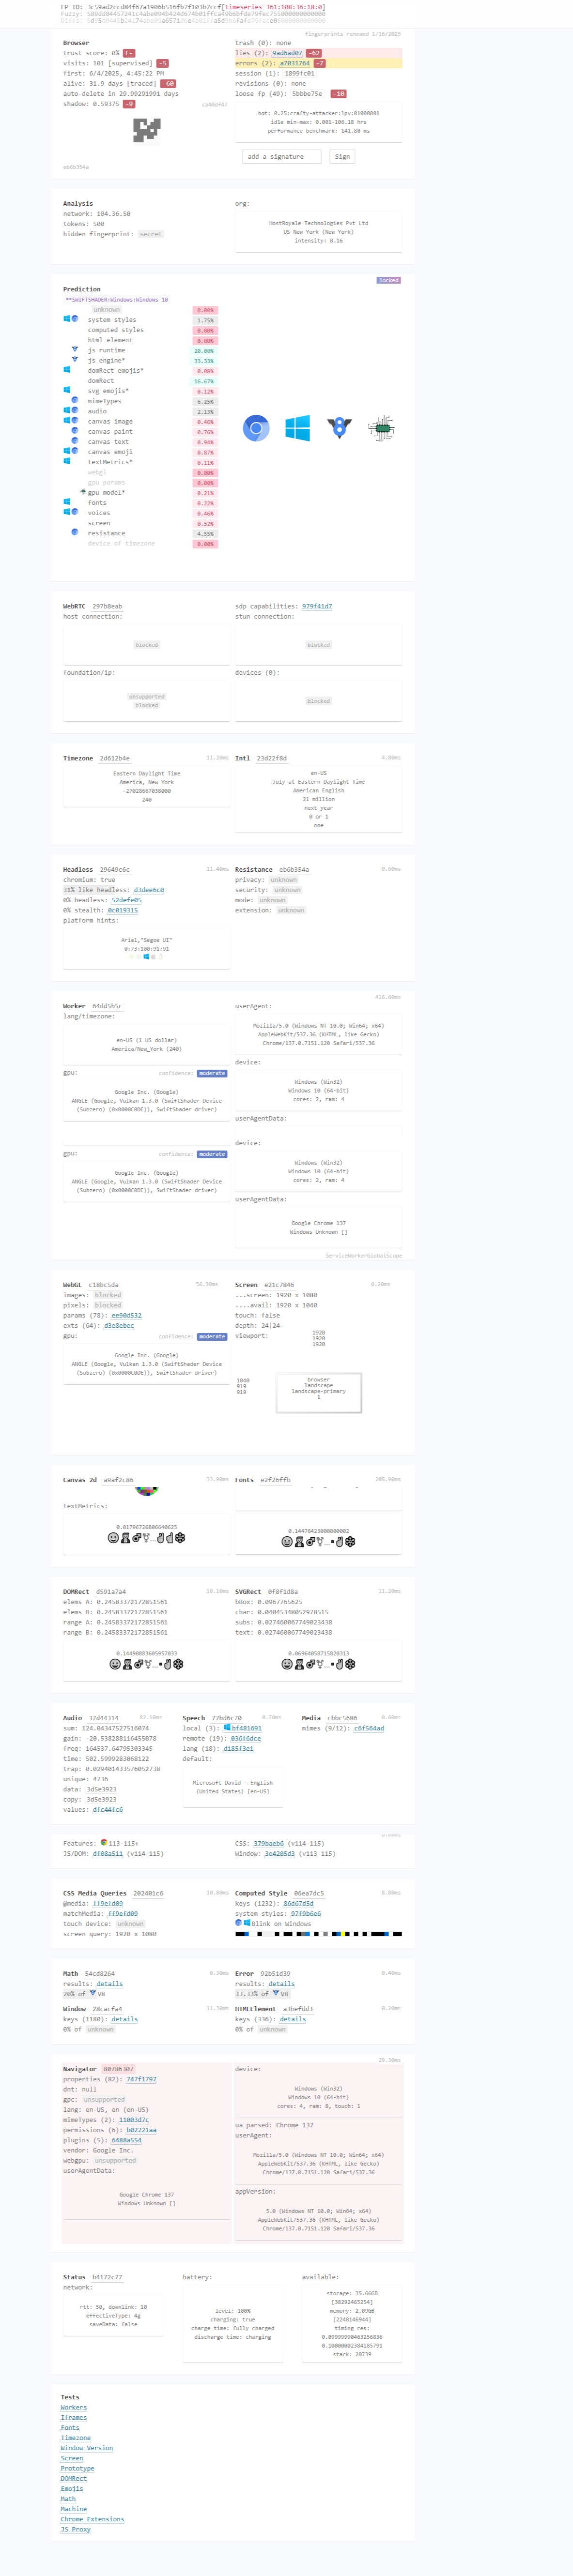 FP ID: 3c59ad2ccd84f67a1906b516fb7f103b7ccf[timeseries 361:108:36:18:0]
fingerprints renewed 1/16/2025
Browser
trust score: 0% F-
visits: 101 [supervised] -5
first: 6/4/2025, 4:45:22 PM
alive: 31.9 days [traced] -60
auto-delete in 29.99291991 days
shadow: 0.59375 -9
eb6b354a
trash (0): none
lies (2): 9ad6ad07 -62
errors (2): a7031764 -7
session (1): 1899fc01
revisions (0): none
loose fp (49): 5bbbe75e -10
bot: 0.25:crafty-attacker:lpv:01000001
idle min-max: 0.001-106.18 hrs
performance benchmark: 141.80 ms
add a signature
Sign
Analysis
network: 104.36.50
tokens: 500
hidden fingerprint: secret
org:
HostRoyale Technologies Pvt Ltd
US New York (New York)
intensity: 0.16
locked
Prediction
**SWIFTSHADER:Windows:Windows 10
unknown 0.00%
system styles 1.75%
computed styles 0.00%
html element 0.00%
js runtime 20.00%
js engine* 33.33%
domRect emojis* 0.08%
domRect 16.67%
svg emojis* 0.12%
mimeTypes 6.25%
audio 2.13%
canvas image 0.46%
canvas paint 0.76%
canvas text 0.94%
canvas emoji 0.87%
textMetrics* 0.11%
webgl 0.00%
gpu params 0.00%
gpu model* 0.21%
fonts 0.22%
voices 0.46%
screen 0.52%
resistance 4.55%
device of timezone 0.00%
WebRTC 297b0eab
host connection:
blocked
foundation/ip:
unsupported
blocked
sdp capabilities: 979f41d7
stun connection:
blocked
devices (0):
blocked
Timezone 2d612b4e
Eastern Daylight Time
America, New York
-27028667038000
240
Intl 23d22f8d 4.80ms
en-US
July at Eastern Daylight Time
American English
21 million
next year
0 or 1
one
Headless 29649c6c 11.40ms
chromium: true
31% like headless: d3dee6c0
0% headless: 52defe05
0% stealth: 0c019315
platform hints:
Arial,"Segoe UI"
0:73:100:91:91
Resistance eb6b354a 0.60ms
privacy: unknown
security: unknown
mode: unknown
extension: unknown
416.60ms
Worker 64dd5b5c
lang/timezone:
en-US (1 US dollar)
America/New_York (240)
gpu: confidence: moderate
Google Inc. (Google)
ANGLE (Google, Vulkan 1.3.0 (SwiftShader Device
(Subzero) (0x0000C0DE)), SwiftShader driver)
gpu: confidence: moderate
Google Inc. (Google)
ANGLE (Google, Vulkan 1.3.0 (SwiftShader Device
(Subzero) (0x0000C0DE)), SwiftShader driver)
userAgent:
Mozilla/5.0 (Windows NT 10.0; Win64; x64)
AppleWebKit/537.36 (KHTML, like Gecko)
Chrome/137.0.7151.120 Safari/537.36
device:
Windows (Win32)
Windows 10 (64-bit)
cores: 2, ram: 4
userAgentData:
device:
Windows (Win32)
Windows 10 (64-bit)
cores: 2, ram: 4
userAgentData:
Google Chrome 137
Windows Unknown []
ServiceWorkerGlobalScope
WebGL c18bc5da 56.30ms
images: blocked
pixels: blocked
params (78): ee90d532
exts (64): d3e8ebec
gpu: confidence: moderate
Google Inc. (Google)
ANGLE (Google, Vulkan 1.3.0 (SwiftShader Device
(Subzero) (0x0000C0DE)), SwiftShader driver)
Screen e21c7846 0.20ms
...screen: 1920 x 1080
....avail: 1920 x 1040
touch: false
depth: 24|24
viewport:
1920
1920
1920
1040
919
919
browser
landscape
landscape-primary
1
Canvas 2d a9af2c86 33.90ms
textMetrics:
0.01796726806640625
Fonts e2f26ffb 208.90ms
0.14476423000000002
DOMRect d591a7a4 10.10ms
elems A: 0.24583372172851561
elems B: 0.24583372172851561
range A: 0.24583372172851561
range B: 0.24583372172851561
0.14490883605957033
SVGRect 0f8f1d8a 11.20ms
bBox: 0.0967765625
char: 0.04045348052978515
subs: 0.027460067749023438
text: 0.027460067749023438
0.06964058715820313
Audio 37d44314
sum: 124.04347527516074
gain: -20.538288116455078
freq: 164537.64795303345
time: 502.5999283068122
trap: 0.029401433576052738
unique: 4736
data: 3d5e3923
copy: 3d5e3923
values: dfc44fc6
Speech 77bd6c70 0.70ms
local (3): bf481691
remote (19): 036f6dce
lang (18): d185f3e1
default:
Microsoft David - English
(United States) [en-US]
Media cbbc5686 0.60ms
mimes (9/12): c6f564ad
Features: 113-115+
JS/DOM: df08a511 (v114-115)
CSS: 379baeb6 (v114-115)
Window: 3e4205d3 (v113-115)
CSS Media Queries 202401c6 10.80ms
@media: ff9efd09
matchMedia: ff9efd09
touch device: unknown
screen query: 1920 x 1080
Computed Style 06ea7dc5 8.80ms
keys (1232): 86d67d5d
system styles: 97f9b6e6
Blink on Windows
Math 54cd8264 0.30ms
results: details
20% of V8
Error 92b51d39 0.40ms
results: details
33.33% of V8
Window 28cacfa4 11.30ms
keys (1180): details
0% of unknown
HTMLElement a3befdd3 0.20ms
keys (336): details
0% of unknown
29.30ms
Navigator 00786307
properties (82): 747f1792
dnt: null
gpc: unsupported
lang: en-US, en (en-US)
mimeTypes (2): 11003d7c
permissions (6): b02221aa
plugins (5): 6488a554
vendor: Google Inc.
webgpu: unsupported
userAgentData:
Google Chrome 137
Windows Unknown []
device:
Windows (Win32)
Windows 10 (64-bit)
cores: 4, ram: 8, touch: 1
ua parsed: Chrome 137
userAgent:
Mozilla/5.0 (Windows NT 10.0; Win64; x64)
AppleWebKit/537.36 (KHTML, like Gecko)
Chrome/137.0.7151.120 Safari/537.36
appVersion:
5.0 (Windows NT 10.0; Win64; x64)
AppleWebKit/537.36 (KHTML, like Gecko)
Chrome/137.0.7151.120 Safari/537.36
Status b4172c77
network:
rtt: 50, downlink: 10
effectiveType: 4g
saveData: false
battery:
level: 100%
charging: true
charge time: fully charged
discharge time: charging
available:
storage: 35.66GB
[38292465254]
memory: 2.09GB
[2248146944]
timing res:
0.09999990463256836
0.10000002384185791
stack: 20739
Tests
Workers
Iframes
Fonts
Timezone
Window Version
Screen
Prototype
DOMRect
Emojis
Math
Machine
Chrome Extensions
JS Proxy